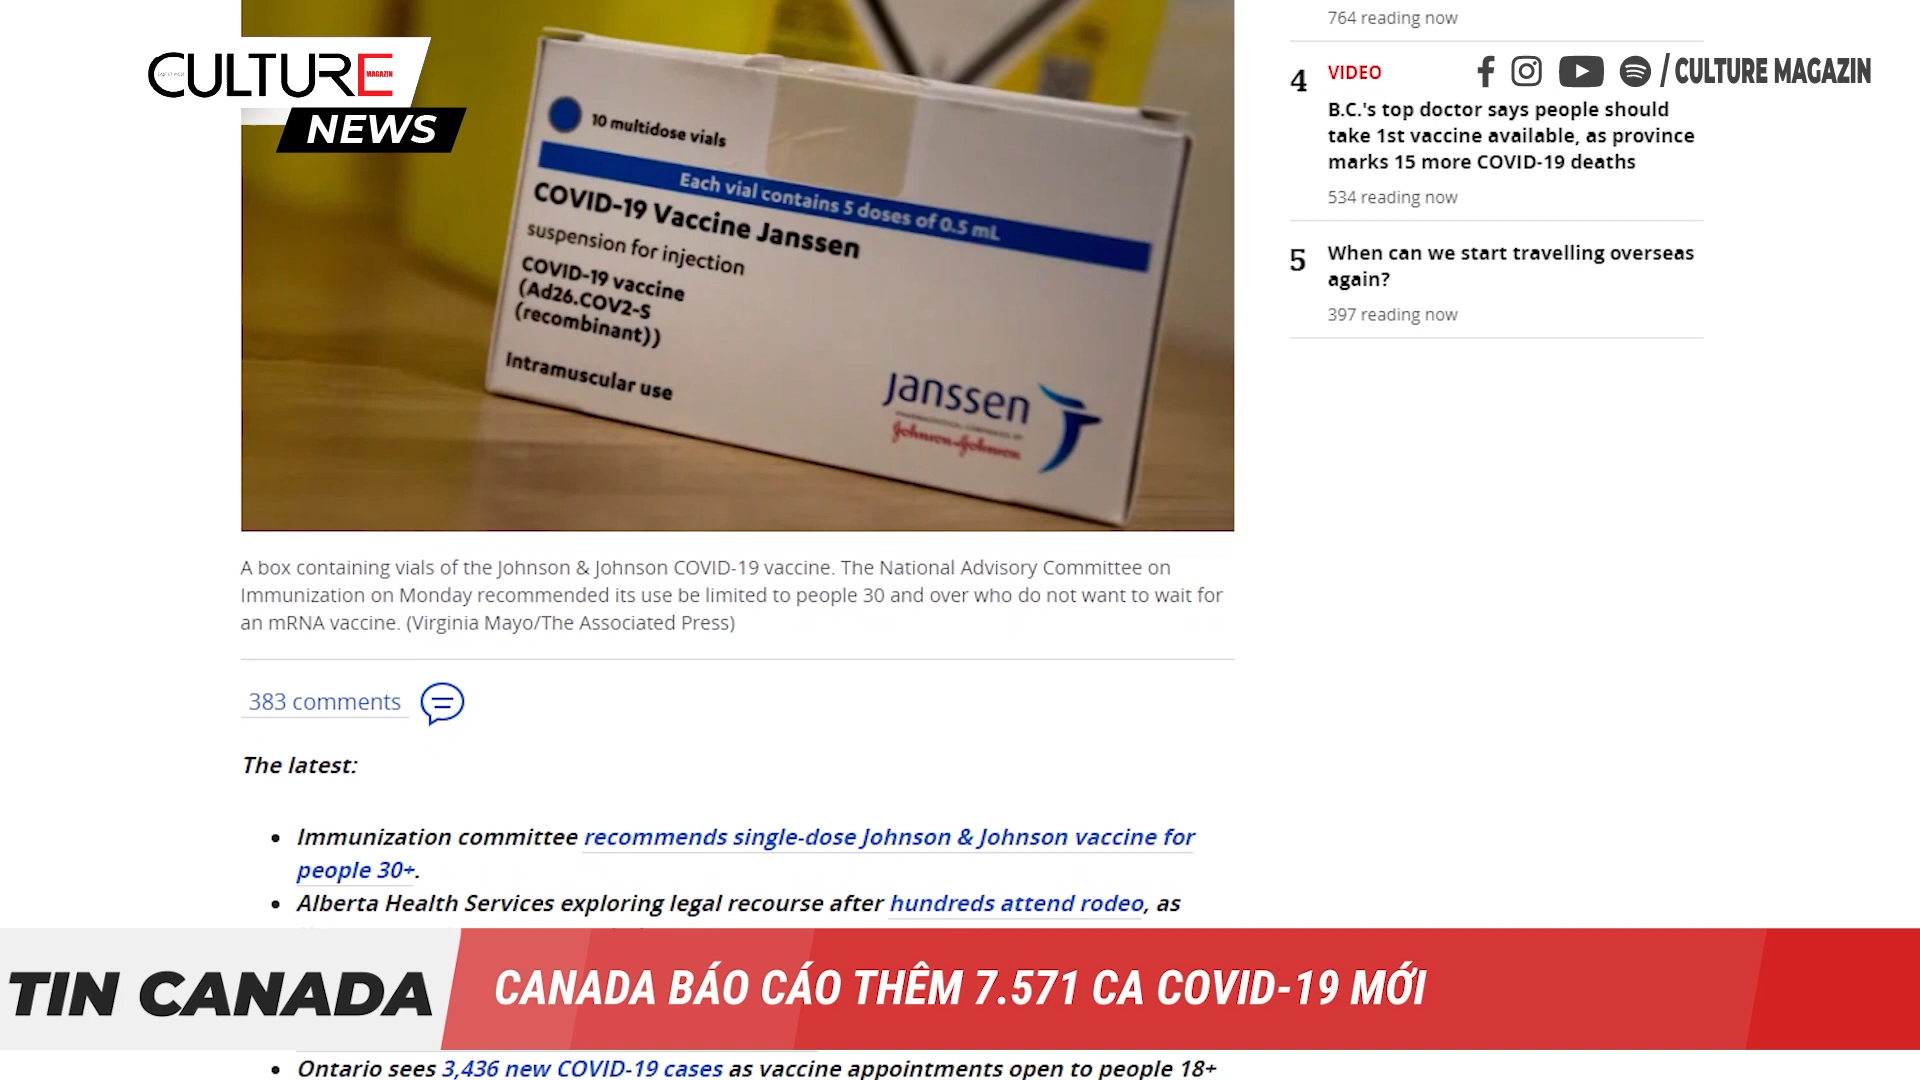 CULTURE
MAGAZIN
NEWS
10 multidose vials
Each vial contains 5 doses of 0.5 mL
COVID-19 Vaccine Janssen
suspension for injection
COVID-19 vaccine
(Ad26.COV2-S
(recombinant))
Intramuscular use
Janssen
Johnson & Johnson
764 reading now
/ CULTURE MAGAZIN
4
VIDEO
B.C.'s top doctor says people should
take 1st vaccine available, as province
marks 15 more COVID-19 deaths
534 reading now
5
When can we start travelling overseas
again?
397 reading now
A box containing vials of the Johnson & Johnson COVID-19 vaccine. The National Advisory Committee on
Immunization on Monday recommended its use be limited to people 30 and over who do not want to wait for
an mRNA vaccine. (Virginia Mayo/The Associated Press)
383 comments
The latest:
• Immunization committee recommends single-dose Johnson & Johnson vaccine for
people 30+.
• Alberta Health Services exploring legal recourse after hundreds attend rodeo, as
TIN CANADA
CANADA BÁO CÁO THÊM 7.571 CA COVID-19 MỚI
• Ontario sees 3,436 new COVID-19 cases as vaccine appointments open to people 18+